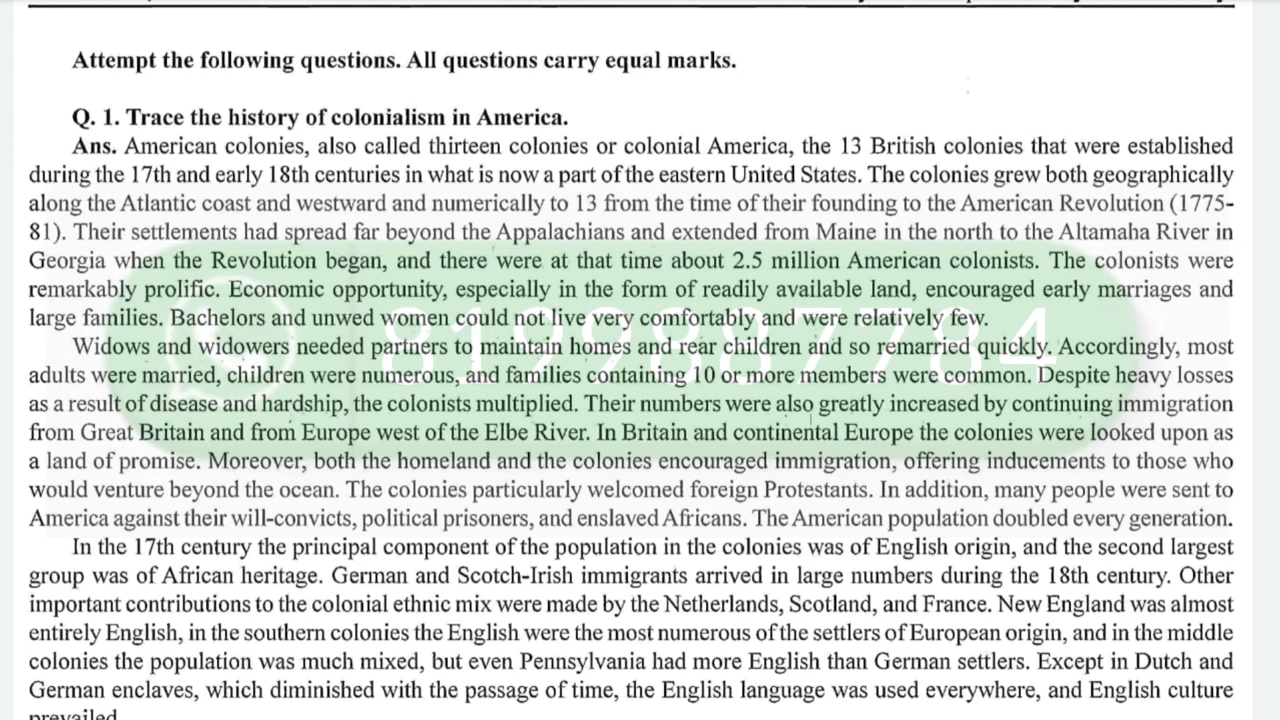 Attempt the following questions. All questions carry equal marks.
Q. 1. Trace the history of colonialism in America.
Ans. American colonies, also called thirteen colonies or colonial America, the 13 British colonies that were established
during the 17th and early 18th centuries in what is now a part of the eastern United States. The colonies grew both geographically
along the Atlantic coast and westward and numerically to 13 from the time of their founding to the American Revolution (1775-
81). Their settlements had spread far beyond the Appalachians and extended from Maine in the north to the Altamaha River in
Georgia when the Revolution began, and there were at that time about 2.5 million American colonists. The colonists were
remarkably prolific. Economic opportunity, especially in the form of readily available land, encouraged early marriages and
large families. Bachelors and unwed women could not live very comfortably and were relatively few.
8199887784
Widows and widowers needed partners to maintain homes and rear children and so remarried quickly. Accordingly, most
adults were married, children were numerous, and families containing 10 or more members were common. Despite heavy losses
as a result of disease and hardship, the colonists multiplied. Their numbers were also greatly increased by continuing immigration
from Great Britain and from Europe west of the Elbe River. In Britain and continental Europe the colonies were looked upon as
a land of promise. Moreover, both the homeland and the colonies encouraged immigration, offering inducements to those who
would venture beyond the ocean. The colonies particularly welcomed foreign Protestants. In addition, many people were sent to
America against their will-convicts, political prisoners, and enslaved Africans. The American population doubled every generation.
In the 17th century the principal component of the population in the colonies was of English origin, and the second largest
group was of African heritage. German and Scotch-Irish immigrants arrived in large numbers during the 18th century. Other
important contributions to the colonial ethnic mix were made by the Netherlands, Scotland, and France. New England was almost
entirely English, in the southern colonies the English were the most numerous of the settlers of European origin, and in the middle
colonies the population was much mixed, but even Pennsylvania had more English than German settlers. Except in Dutch and
German enclaves, which diminished with the passage of time, the English language was used everywhere, and English culture
prevailed